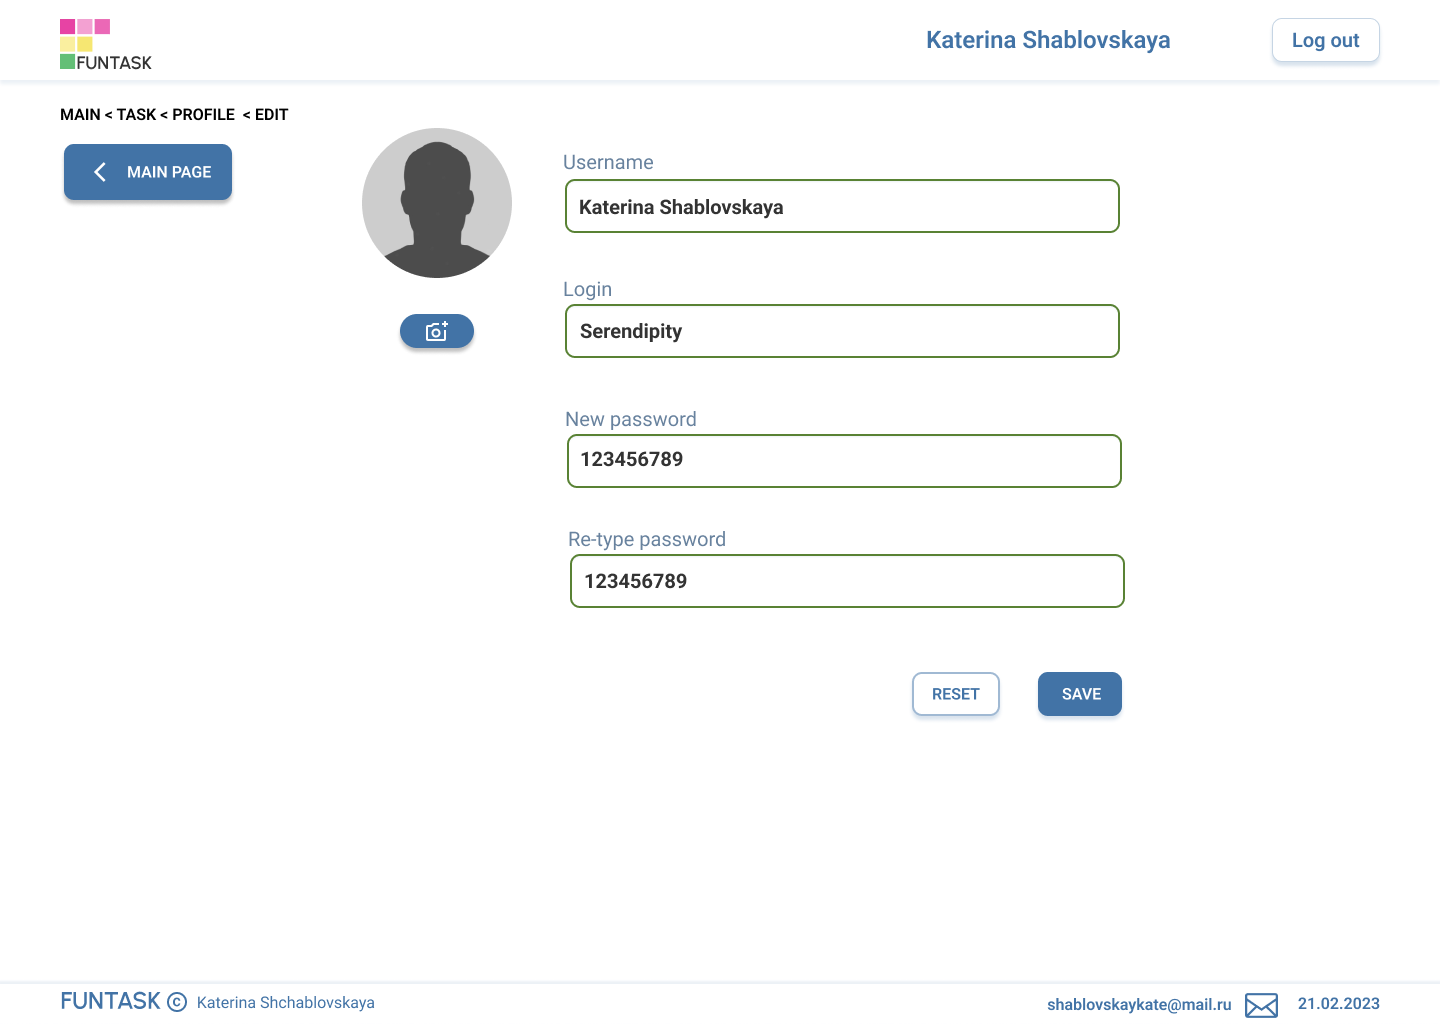 FUNTASK
Katerina Shablovskaya
Log out
MAIN < TASK < PROFILE < EDIT
MAIN PAGE
Username
Katerina Shablovskaya
Login
Serendipity
New password
123456789
Re-type password
123456789
RESET
SAVE
FUNTASK © Katerina Shchablovskaya
shablovskaykate@mail.ru
21.02.2023